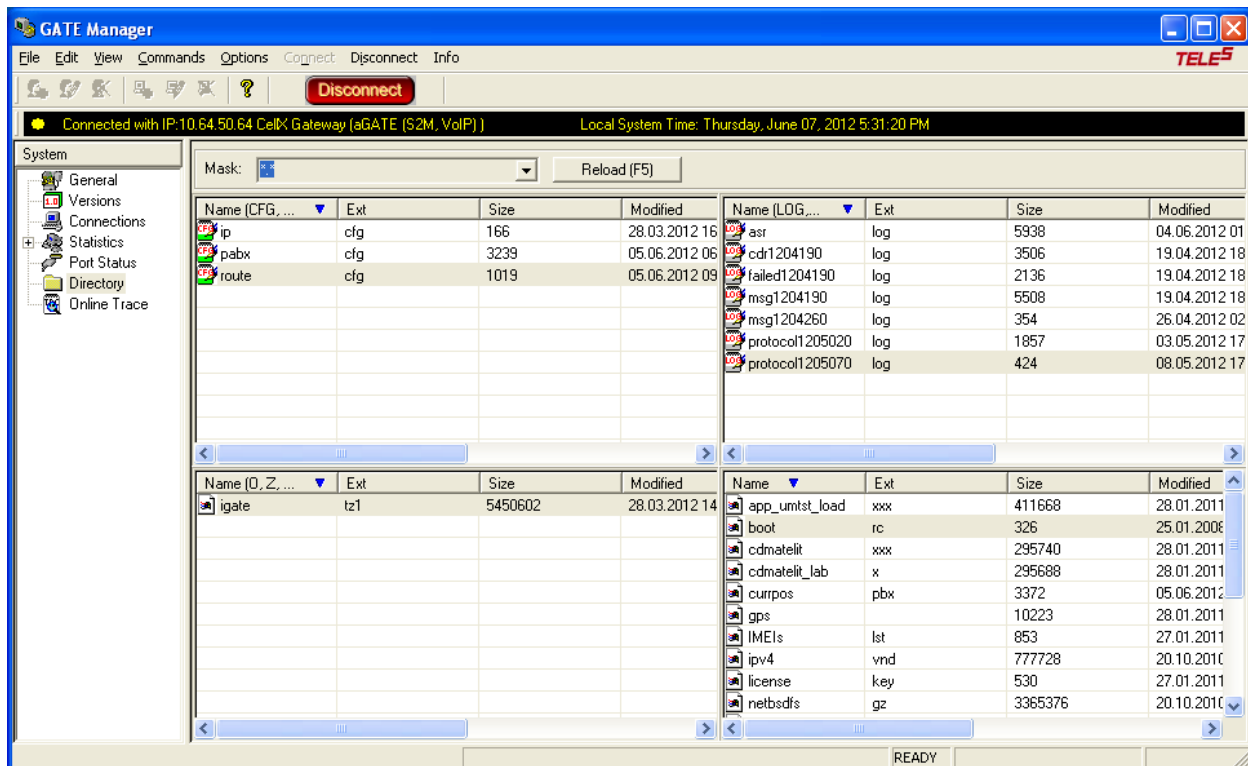 GATE Manager
File Edit View Commands Options Connect Disconnect Info
TELES
Disconnect
Connected with IP:10.64.50.64 CellX Gateway (aGATE (S2M, VoIP) ) Local System Time: Thursday, June 07, 2012 5:31:20 PM
System
General
Versions
Connections
Statistics
Port Status
Directory
Online Trace
Mask: *.* Reload (F5)
Name (CFG, ... Ext Size Modified
ip cfg 166 28.03.2012 16
pabx cfg 3239 05.06.2012 06
route cfg 1019 05.06.2012 09
Name (LOG,... Ext Size Modified
asr log 5938 04.06.2012 01
cdr1204190 log 3506 19.04.2012 18
failed1204190 log 2136 19.04.2012 18
msg1204190 log 5508 19.04.2012 18
msg1204260 log 354 26.04.2012 02
protocol1205020 log 1857 03.05.2012 17
protocol1205070 log 424 08.05.2012 17
Name (0, Z, ... Ext Size Modified
igate tz1 5450602 28.03.2012 14
Name Ext Size Modified
app_umtst_load xxx 411668 28.01.2011
boot rc 326 25.01.2008
cdmatelit xxx 295740 28.01.2011
cdmatelit_lab x 295688 28.01.2011
currpos pbx 3372 05.06.2012
gps 10223 28.01.2011
IMEIs lst 853 27.01.2011
ipv4 vnd 777728 20.10.2010
license key 530 27.01.2011
netbsdfs gz 3365376 20.10.2010
READY